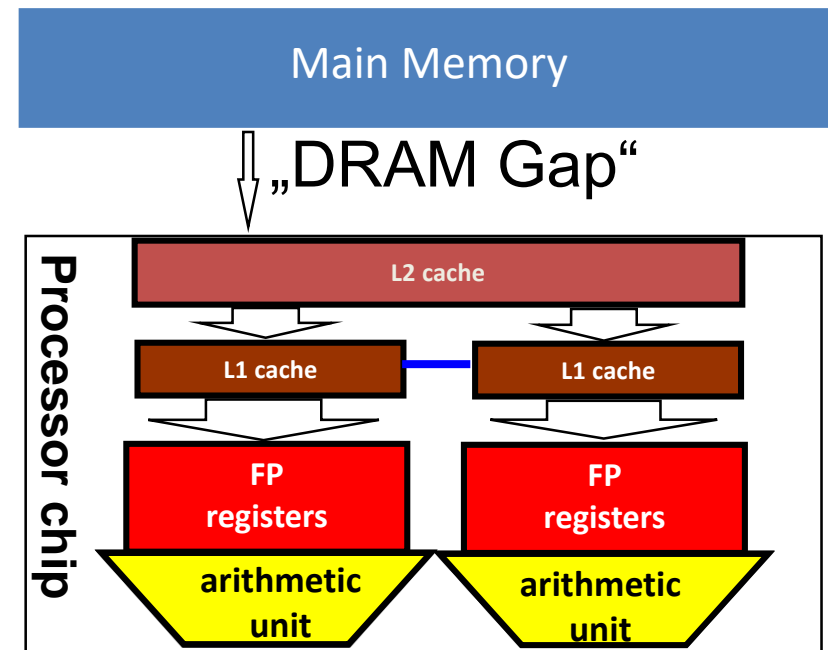 Main Memory
„DRAM Gap“
Processor chip
L2 cache
L1 cache
L1 cache
FP
registers
FP
registers
arithmetic
unit
arithmetic
unit